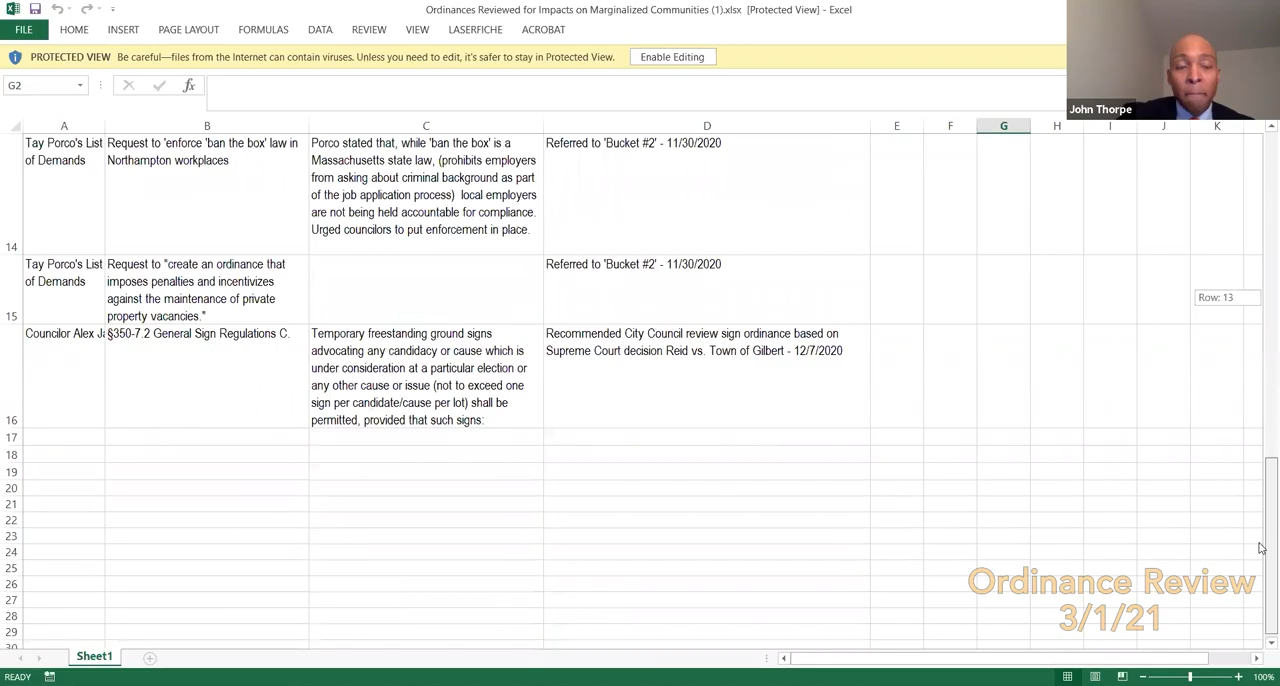 Ordinances Reviewed for Impacts on Marginalized Communities (1).xlsx [Protected View] - Excel
FILE HOME INSERT PAGE LAYOUT FORMULAS DATA REVIEW VIEW LASERFICHE ACROBAT
PROTECTED VIEW Be careful—files from the Internet can contain viruses. Unless you need to edit, it's safer to stay in Protected View. Enable Editing
G2 fx
John Thorpe
A B C D E F G H I J K
14
Tay Porco's List
of Demands
Request to 'enforce 'ban the box' law in
Northampton workplaces
Porco stated that, while 'ban the box' is a
Massachusetts state law, (prohibits employers
from asking about criminal background as part
of the job application process) local employers
are not being held accountable for compliance.
Urged councilors to put enforcement in place.
Referred to 'Bucket #2' - 11/30/2020
15
Tay Porco's List
of Demands
Request to "create an ordinance that
imposes penalties and incentivizes
against the maintenance of private
property vacancies."
Referred to 'Bucket #2' - 11/30/2020
Row: 13
16
Councilor Alex Ja
§350-7.2 General Sign Regulations C.
Temporary freestanding ground signs
advocating any candidacy or cause which is
under consideration at a particular election or
any other cause or issue (not to exceed one
sign per candidate/cause per lot) shall be
permitted, provided that such signs:
Recommended City Council review sign ordinance based on
Supreme Court decision Reid vs. Town of Gilbert - 12/7/2020
17
18
19
20
21
22
23
24
25
26
27
28
29
30
Ordinance Review
3/1/21
Sheet1
READY
100%